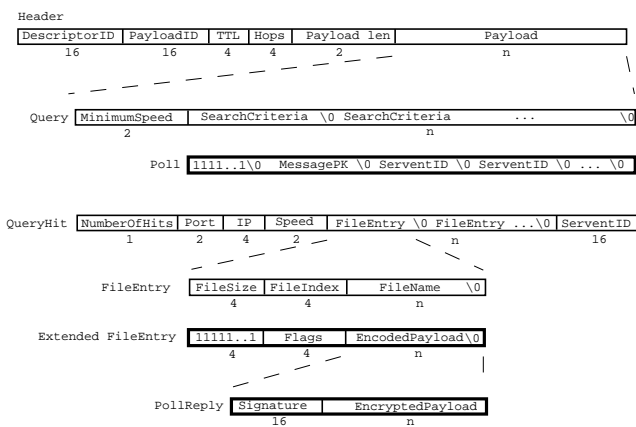 Header
DescriptorID PayloadID TTL Hops Payload len Payload
16 16 4 4 2 n
Query MinimumSpeed SearchCriteria \0 SearchCriteria ... \0
2 n
Poll 1111..1\0 MessagePK \0 ServentID \0 ServentID \0 ... \0
QueryHit NumberOfHits Port IP Speed FileEntry \0 FileEntry ...\0 ServentID
1 2 4 2 n 16
FileEntry FileSize FileIndex FileName \0
4 4 n
Extended FileEntry 11111..1 Flags EncodedPayload\0
4 4 n
PollReply Signature EncryptedPayload
16 n